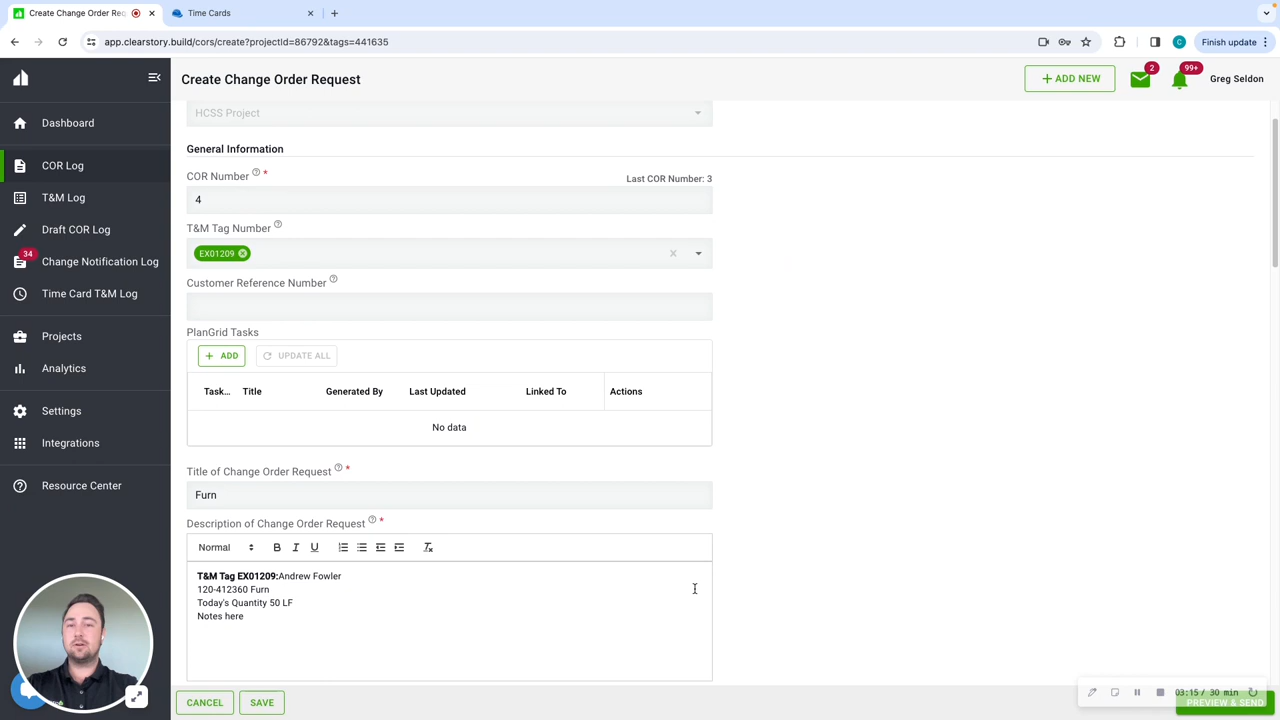 Create Change Order Rec
Time Cards
app.clearstory.build/cors/create?projectId=86792&tags=441635
C
Finish update
Create Change Order Request
+ ADD NEW
2
99+
Greg Seldon
Dashboard
COR Log
T&M Log
Draft COR Log
34
Change Notification Log
Time Card T&M Log
Projects
Analytics
Settings
Integrations
Resource Center
HCSS Project
General Information
COR Number ? *
Last COR Number: 3
4
T&M Tag Number ?
EX01209
Customer Reference Number ?
PlanGrid Tasks
+ ADD
UPDATE ALL
Task... Title Generated By Last Updated Linked To Actions
No data
Title of Change Order Request ? *
Furn
Description of Change Order Request ? *
Normal B I U
T&M Tag EX01209:Andrew Fowler
120-412360 Furn
Today's Quantity 50 LF
Notes here
CANCEL
SAVE
03:15 / 30 min
PREVIEW & SEND